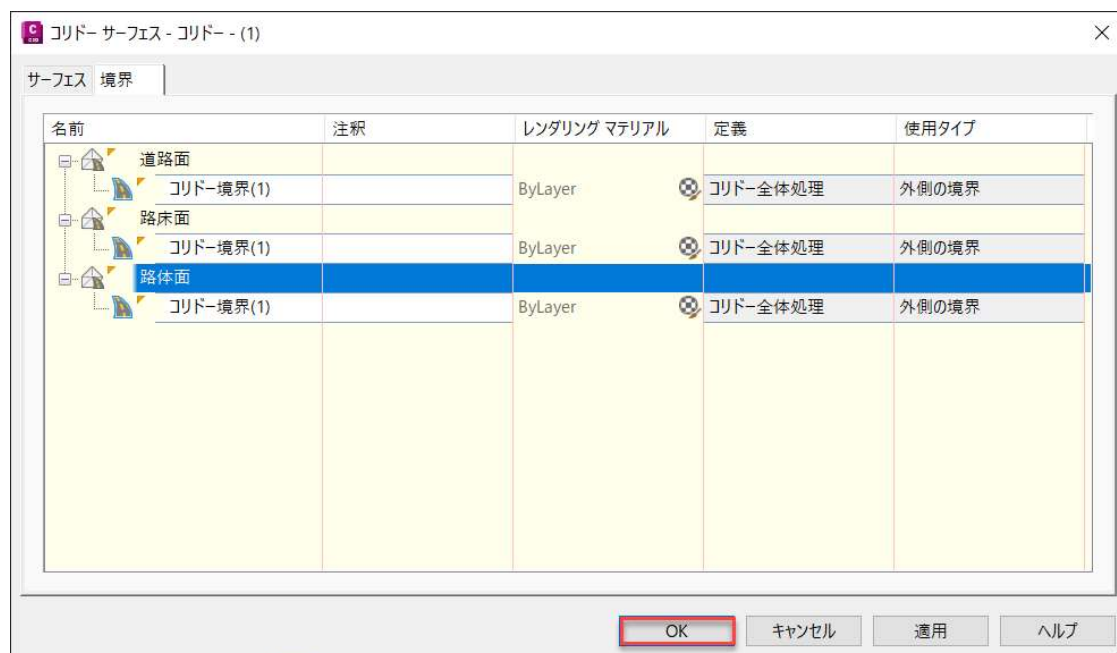 コリドー サーフェス - コリドー - (1)
サーフェス 境界
名前 注釈 レンダリング マテリアル 定義 使用タイプ
道路面
コリドー境界(1) ByLayer コリドー全体処理 外側の境界
路床面
コリドー境界(1) ByLayer コリドー全体処理 外側の境界
路体面
コリドー境界(1) ByLayer コリドー全体処理 外側の境界
OK キャンセル 適用 ヘルプ